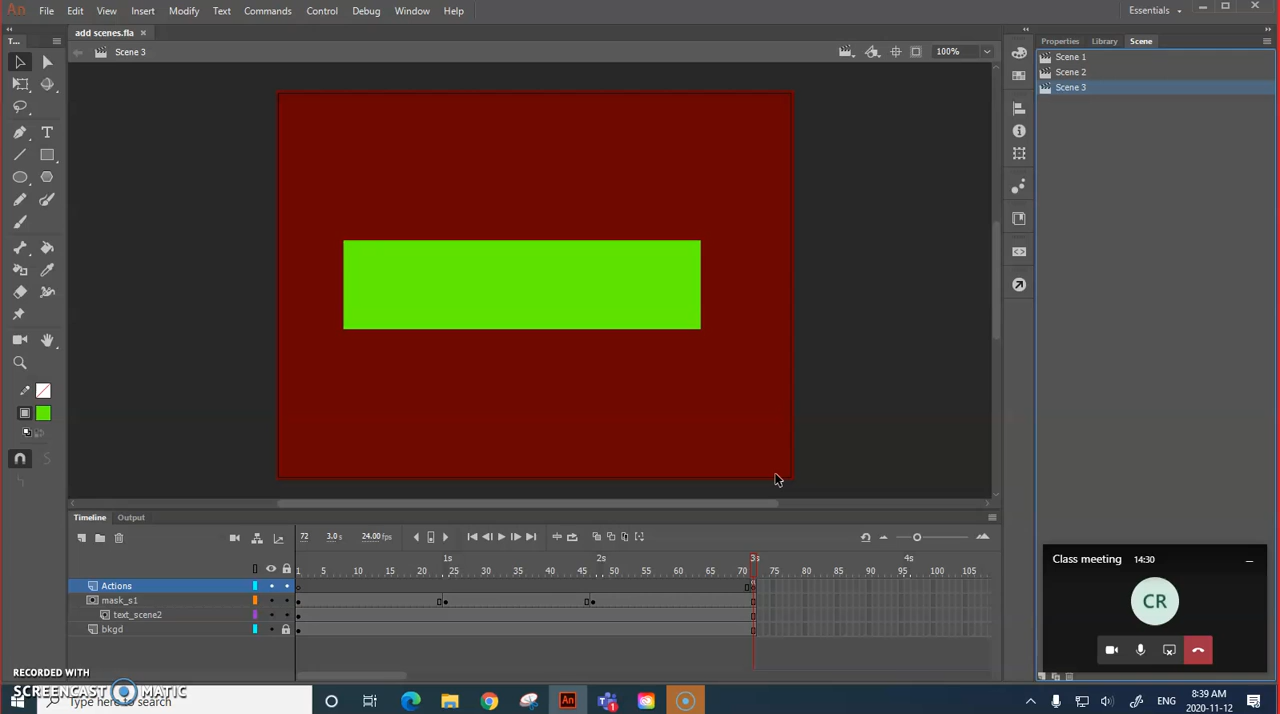 An File Edit View Insert Modify Text Commands Control Debug Window Help Essentials
add scenes.fla
T...
Properties Library Scene
Scene 3
100%
Scene 1
Scene 2
Scene 3
Timeline Output
72 3.0 s 24.00 fps
1s 2s 3s 4s
1 5 10 15 20 25 30 35 40 45 50 55 60 65 70 75 80 85 90 95 100 105
Actions
mask_s1
text_scene2
bkgd
Class meeting 14:30
CR
RECORDED WITH
SCREENCAST MATIC
Type here to search
An
1
ENG
8:39 AM
2020-11-12